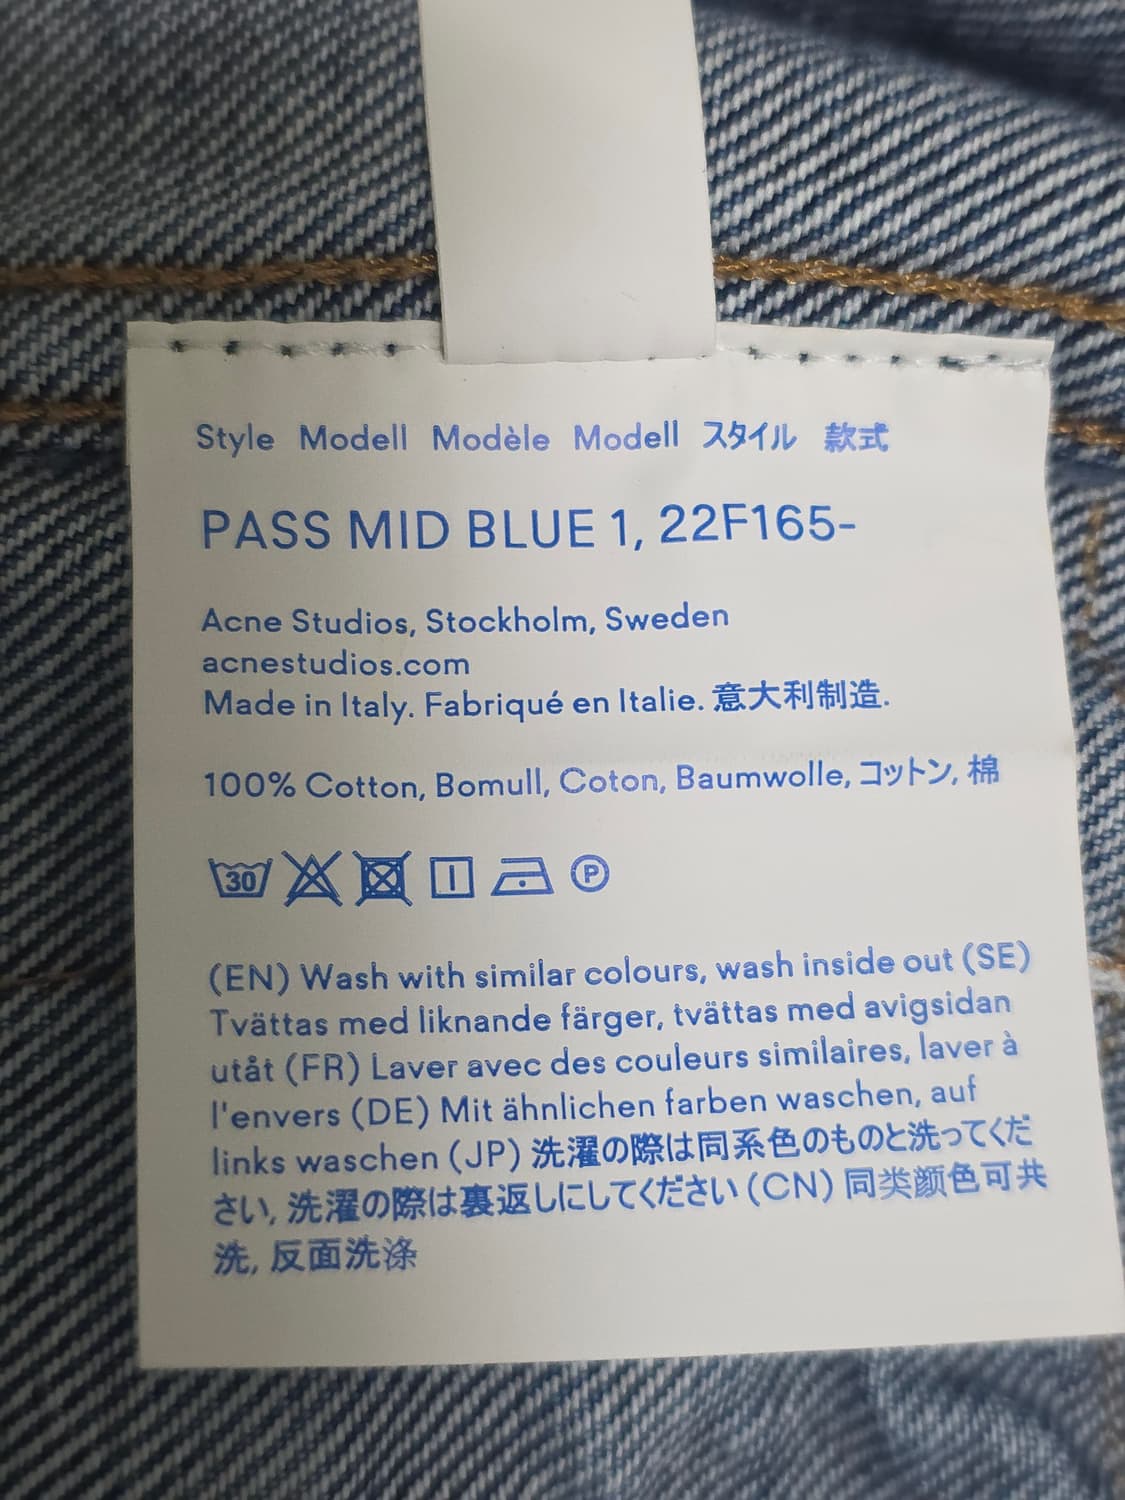 Style Modell Modèle Modell スタイル 款式
PASS MID BLUE 1, 22F165-
Acne Studios, Stockholm, Sweden
acnestudios.com
Made in Italy. Fabriqué en Italie. 意大利制造.
100% Cotton, Bomull, Coton, Baumwolle, コットン, 棉
30 P
(EN) Wash with similar colours, wash inside out (SE)
Tvättas med liknande färger, tvättas med avigsidan
utåt (FR) Laver avec des couleurs similaires, laver à
l'envers (DE) Mit ähnlichen farben waschen, auf
links waschen (JP) 洗濯の際は同系色のものと洗ってくだ
さい, 洗濯の際は裏返しにしてください (CN) 同类颜色可共
洗, 反面洗涤